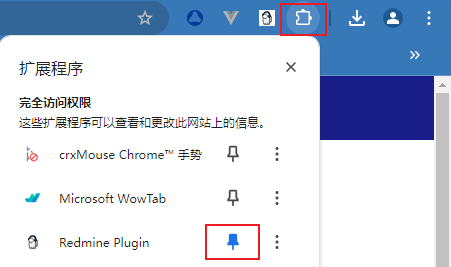 扩展程序
完全访问权限
这些扩展程序可以查看和更改此网站上的信息。
crxMouse Chrome™ 手势
Microsoft WowTab
Redmine Plugin